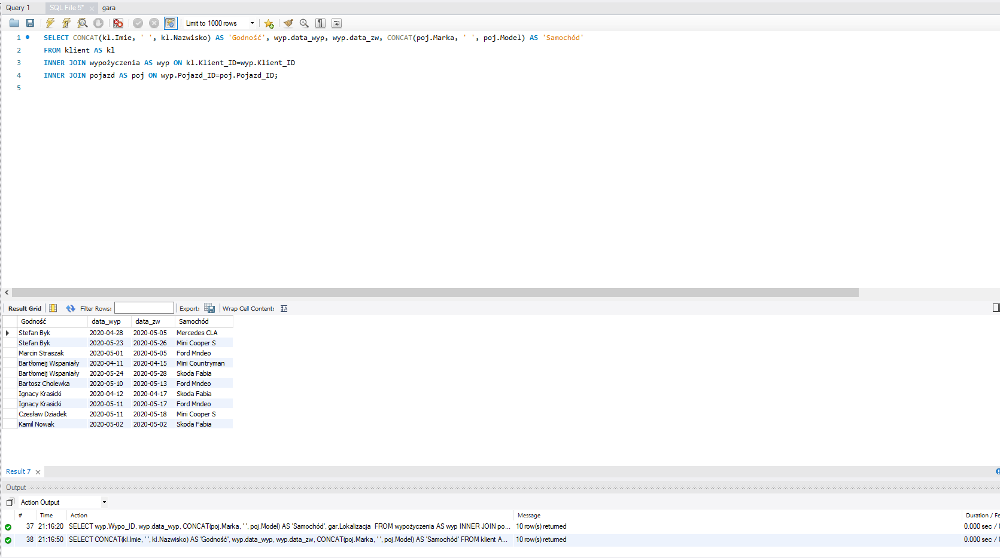 Query 1 SQL File 5* gara
Limit to 1000 rows
1 SELECT CONCAT(kl.Imie, ' ', kl.Nazwisko) AS 'Godność', wyp.data_wyp, wyp.data_zw, CONCAT(poj.Marka, ' ', poj.Model) AS 'Samochód'
2 FROM klient AS kl
3 INNER JOIN wypożyczenia AS wyp ON kl.Klient_ID=wyp.Klient_ID
4 INNER JOIN pojazd AS poj ON wyp.Pojazd_ID=poj.Pojazd_ID;
5
Result Grid Filter Rows: Export: Wrap Cell Content:
Godność data_wyp data_zw Samochód
Stefan Byk 2020-04-28 2020-05-05 Mercedes CLA
Stefan Byk 2020-05-23 2020-05-26 Mini Cooper S
Marcin Straszak 2020-05-01 2020-05-05 Ford Mndeo
Bartłomeij Wspaniały 2020-04-11 2020-04-15 Mini Countryman
Bartłomeij Wspaniały 2020-05-24 2020-05-28 Skoda Fabia
Bartosz Cholewka 2020-05-10 2020-05-13 Ford Mndeo
Ignacy Krasicki 2020-04-12 2020-04-17 Skoda Fabia
Ignacy Krasicki 2020-05-11 2020-05-17 Ford Mndeo
Czesław Dziadek 2020-05-11 2020-05-18 Mini Cooper S
Kamil Nowak 2020-05-02 2020-05-02 Skoda Fabia
Result 7
Output
Action Output
# Time Action Message Duration / Fe
37 21:16:20 SELECT wyp.Wypo_ID, wyp.data_wyp, CONCAT(poj.Marka, ' ', poj.Model) AS 'Samochód', gar.Lokalizacja FROM wypożyczenia AS wyp INNER JOIN po... 10 row(s) returned 0.000 sec / 0
38 21:16:50 SELECT CONCAT(kl.Imie, ' ', kl.Nazwisko) AS 'Godność', wyp.data_wyp, wyp.data_zw, CONCAT(poj.Marka, ' ', poj.Model) AS 'Samochód' FROM klient A... 10 row(s) returned 0.000 sec / 0